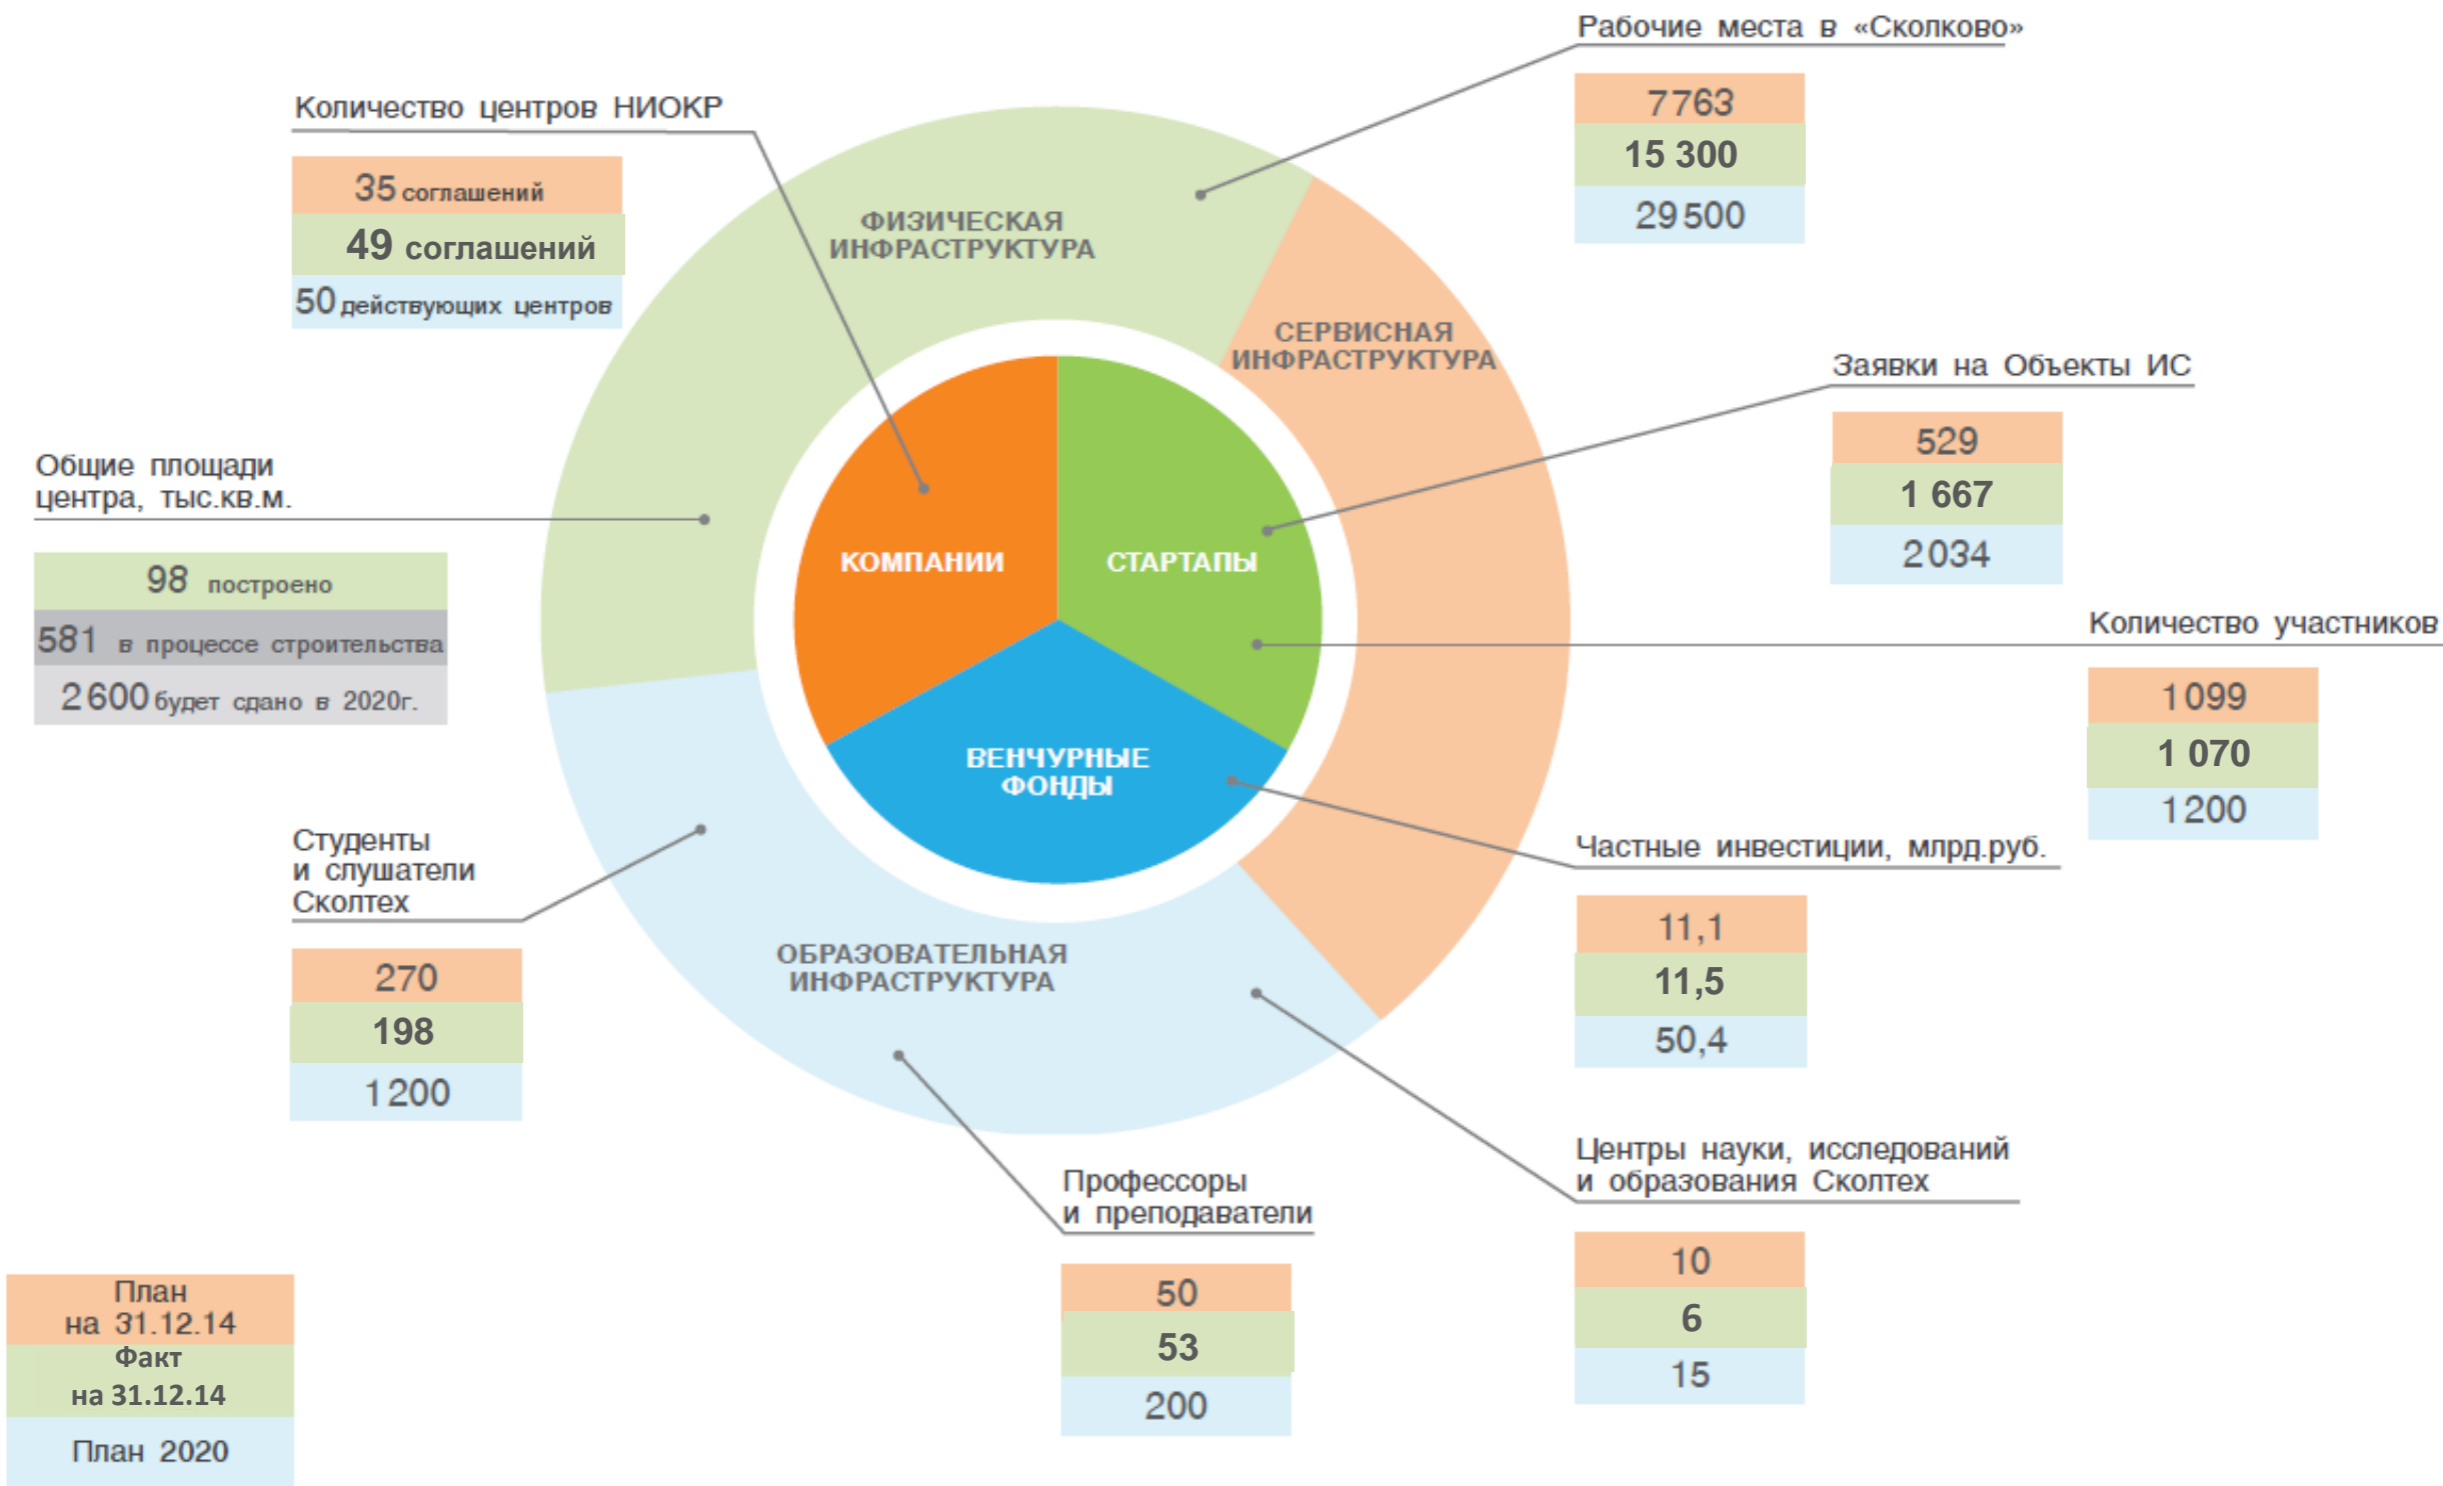 Рабочие места в «Сколково»
7763
15 300
29500
Количество центров НИОКР
35 соглашений
49 соглашений
50 действующих центров
ФИЗИЧЕСКАЯ
ИНФРАСТРУКТУРА
СЕРВИСНАЯ
ИНФРАСТРУКТУРА
Заявки на Объекты ИС
529
1 667
2034
Общие площади
центра, тыс.кв.м.
98 построено
581 в процессе строительства
2600 будет сдано в 2020г.
КОМПАНИИ
СТАРТАПЫ
ВЕНЧУРНЫЕ
ФОНДЫ
Количество участников
1099
1 070
1200
Студенты
и слушатели
Сколтех
270
198
1200
Частные инвестиции, млрд.руб.
11,1
11,5
50,4
ОБРАЗОВАТЕЛЬНАЯ
ИНФРАСТРУКТУРА
Профессоры
и преподаватели
50
53
200
Центры науки, исследований
и образования Сколтех
10
6
15
План
на 31.12.14
Факт
на 31.12.14
План 2020